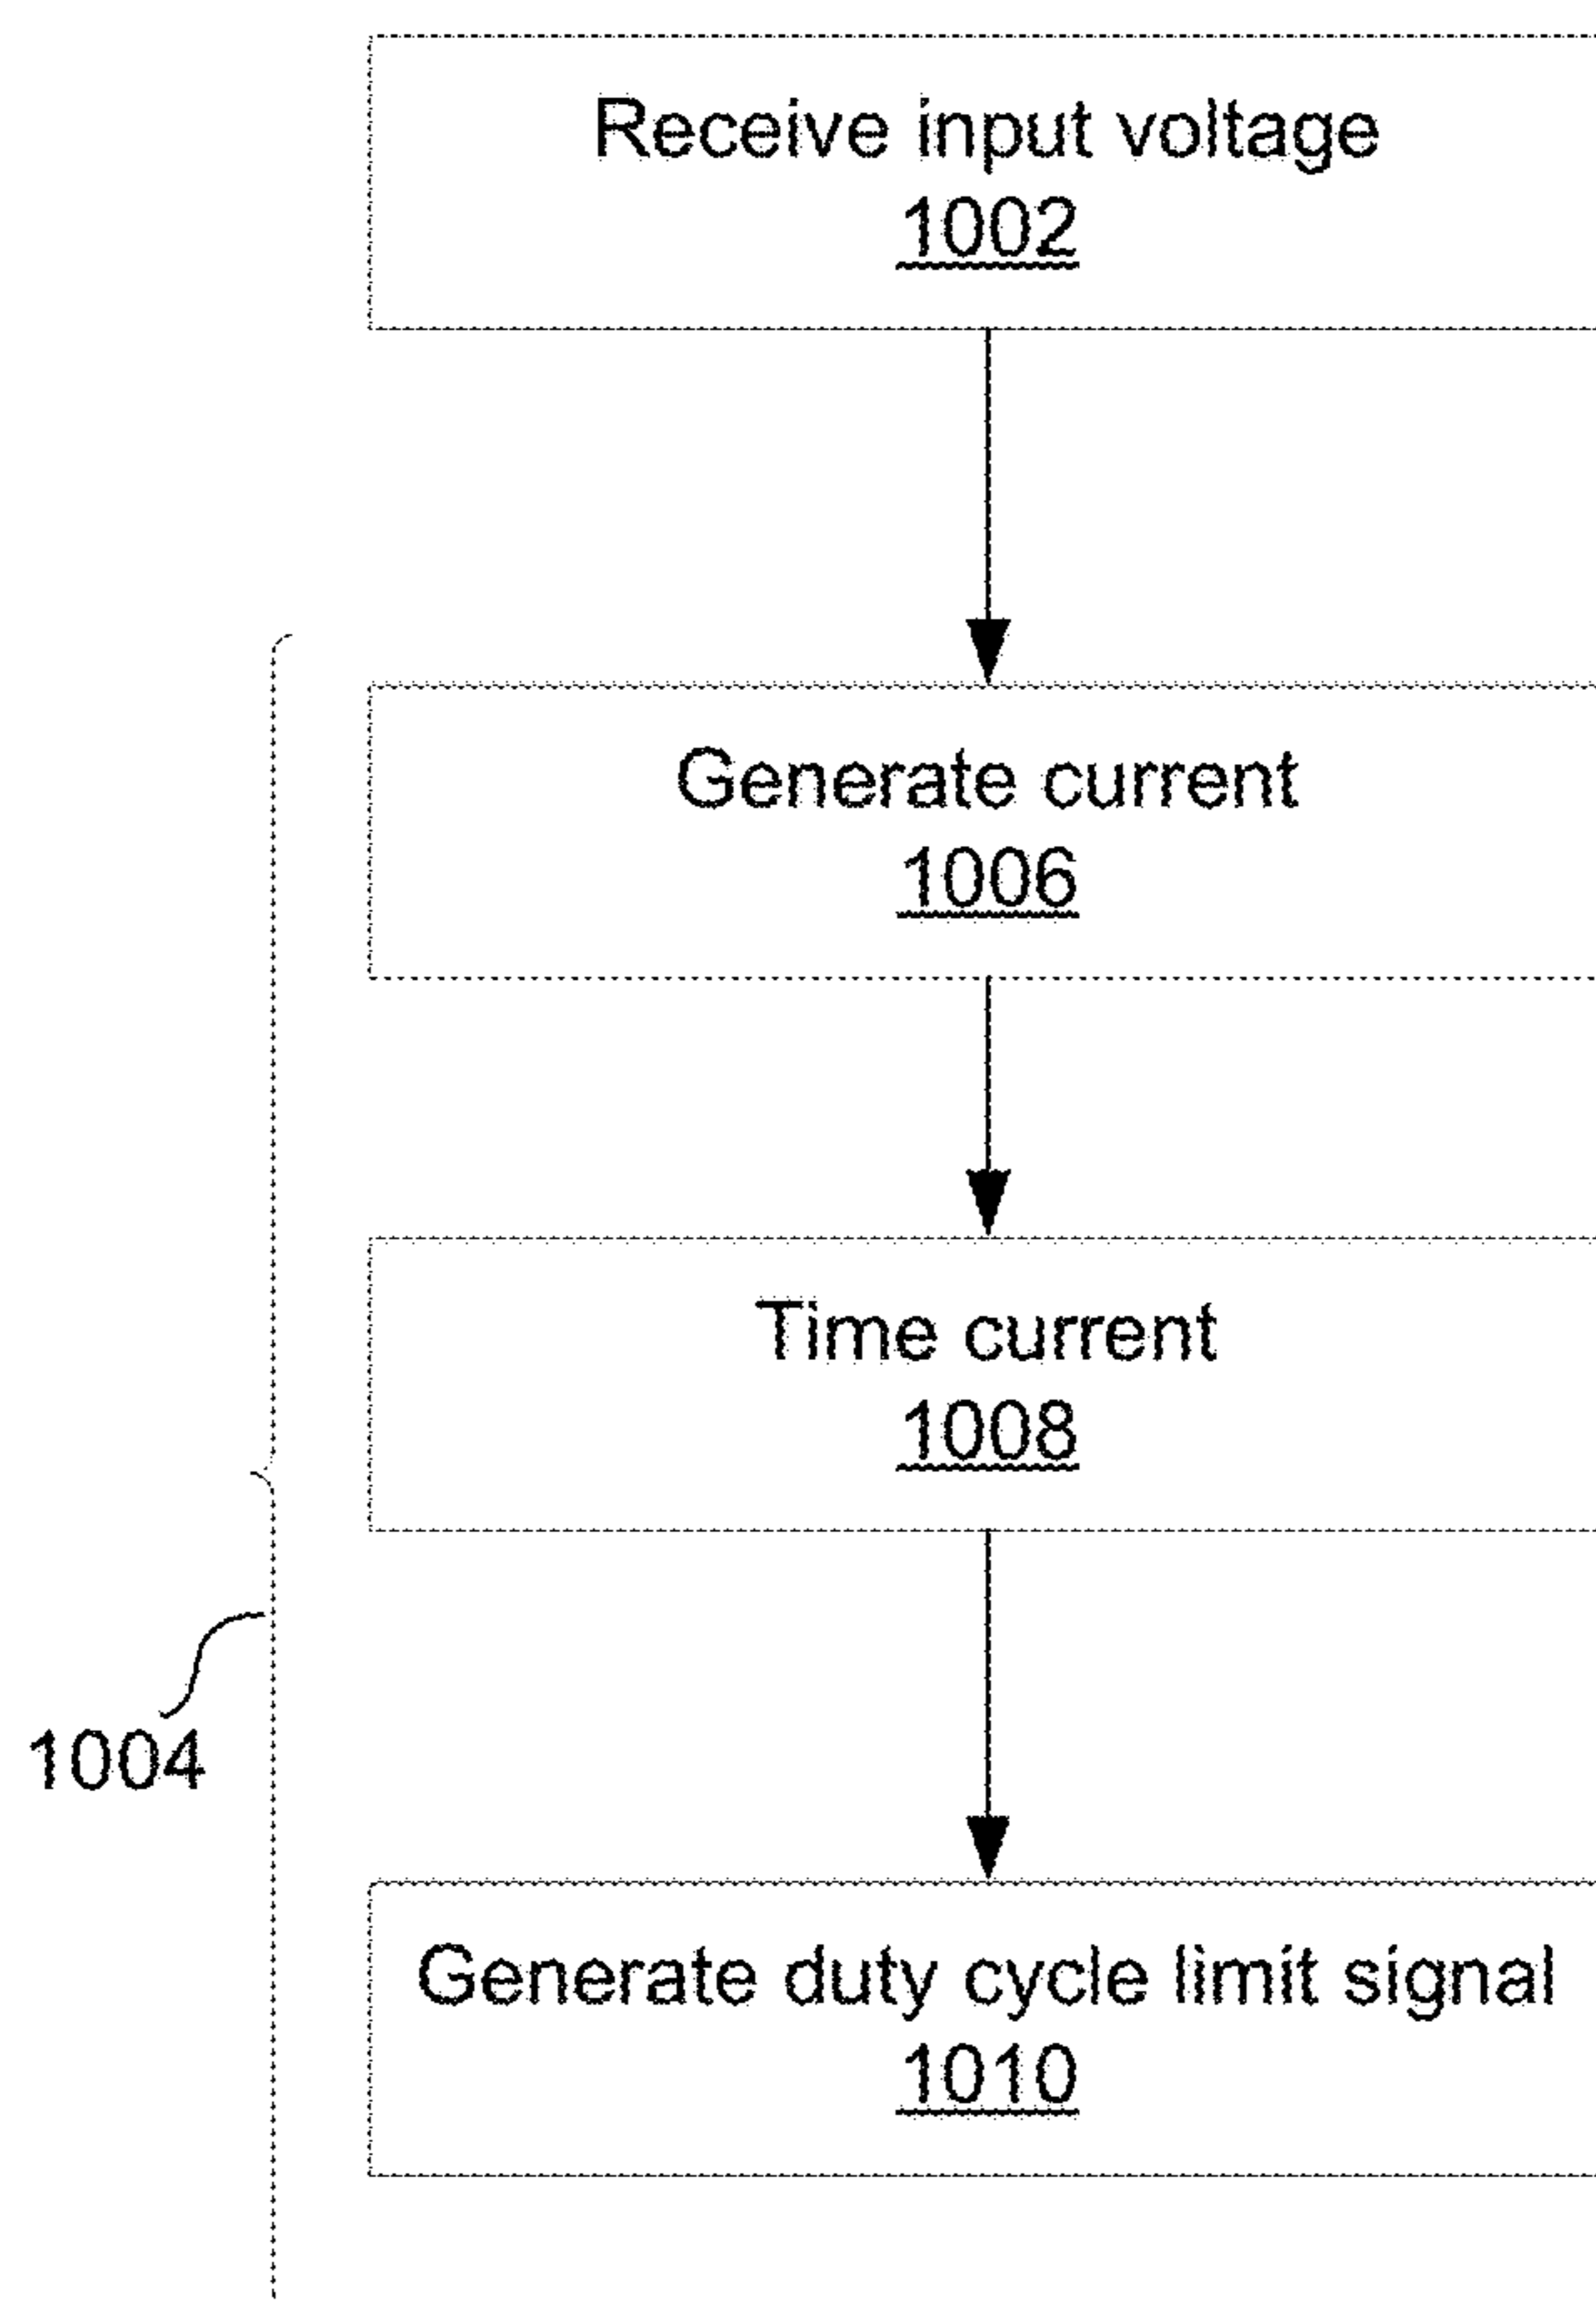 Receive input voltage
1002
Generate current
1006
Time current
1008
1004
Generate duty cycle limit signal
1010